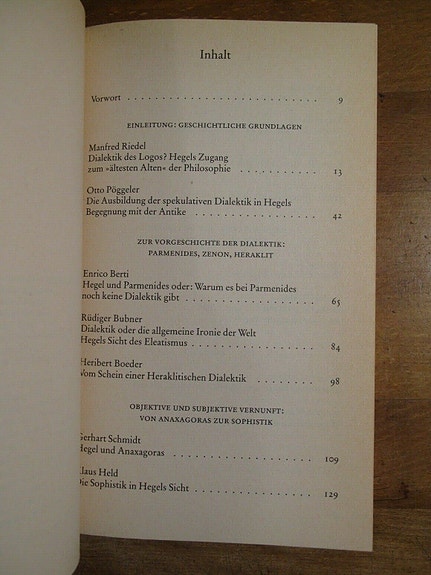 Inhalt
Vorwort . . . . . . . . . . . . . . . . . . . . . . . . . . . . 9
EINLEITUNG: GESCHICHTLICHE GRUNDLAGEN
Manfred Riedel
Dialektik des Logos? Hegels Zugang
zum »ältesten Alten« der Philosophie . . . . . . . . . . . 13
Otto Pöggeler
Die Ausbildung der spekulativen Dialektik in Hegels
Begegnung mit der Antike . . . . . . . . . . . . . . . . 42
ZUR VORGESCHICHTE DER DIALEKTIK:
PARMENIDES, ZENON, HERAKLIT
Enrico Berti
Hegel und Parmenides oder: Warum es bei Parmenides
noch keine Dialektik gibt . . . . . . . . . . . . . . . . . 65
Rüdiger Bubner
Dialektik oder die allgemeine Ironie der Welt
Hegels Sicht des Eleatismus . . . . . . . . . . . . . . . . 84
Heribert Boeder
Vom Schein einer Heraklitischen Dialektik . . . . . . . . 98
OBJEKTIVE UND SUBJEKTIVE VERNUNFT:
VON ANAXAGORAS ZUR SOPHISTIK
Gerhart Schmidt
Hegel und Anaxagoras . . . . . . . . . . . . . . . . . . . 109
Klaus Held
Die Sophistik in Hegels Sicht . . . . . . . . . . . . . . . . 129